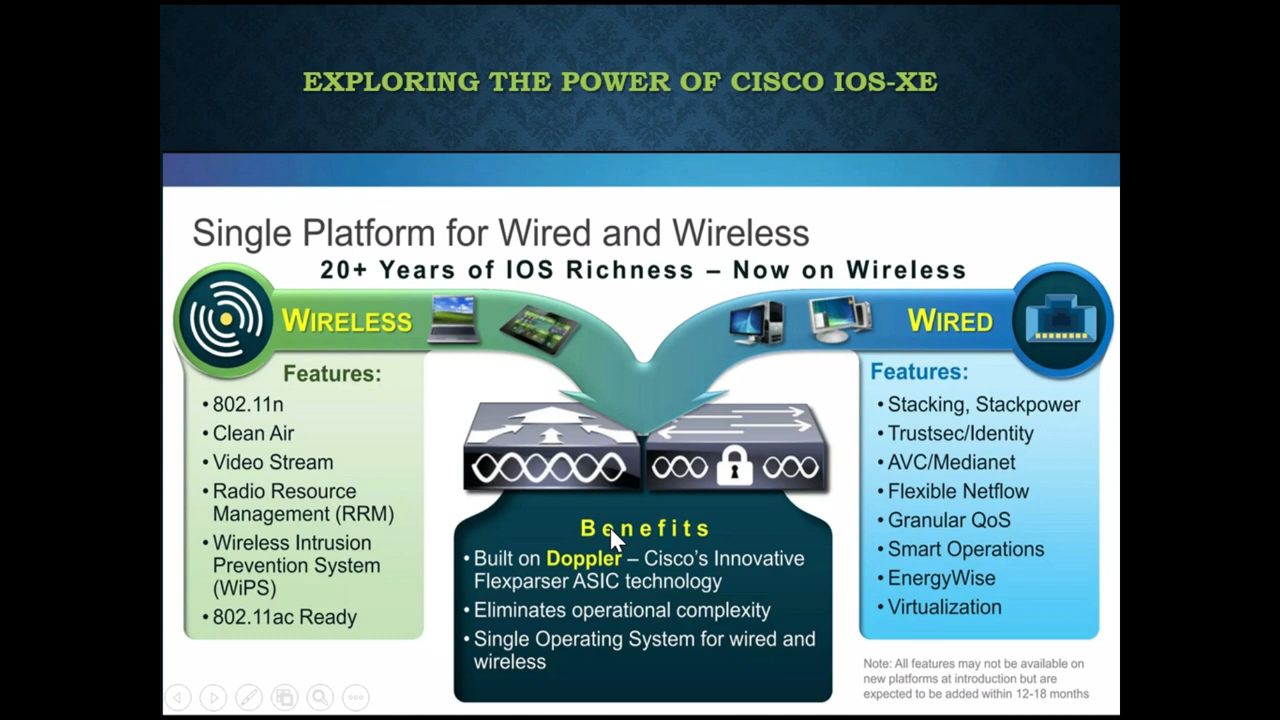 EXPLORING THE POWER OF CISCO IOS-XE
Single Platform for Wired and Wireless
20+ Years of IOS Richness – Now on Wireless
WIRELESS
Features:
• 802.11n
• Clean Air
• Video Stream
• Radio Resource
Management (RRM)
• Wireless Intrusion
Prevention System
(WiPS)
• 802.11ac Ready
Benefits
• Built on Doppler – Cisco's Innovative
Flexparser ASIC technology
• Eliminates operational complexity
• Single Operating System for wired and
wireless
WIRED
Features:
• Stacking, Stackpower
• Trustsec/Identity
• AVC/Medianet
• Flexible Netflow
• Granular QoS
• Smart Operations
• EnergyWise
• Virtualization
Note: All features may not be available on
new platforms at introduction but are
expected to be added within 12-18 months